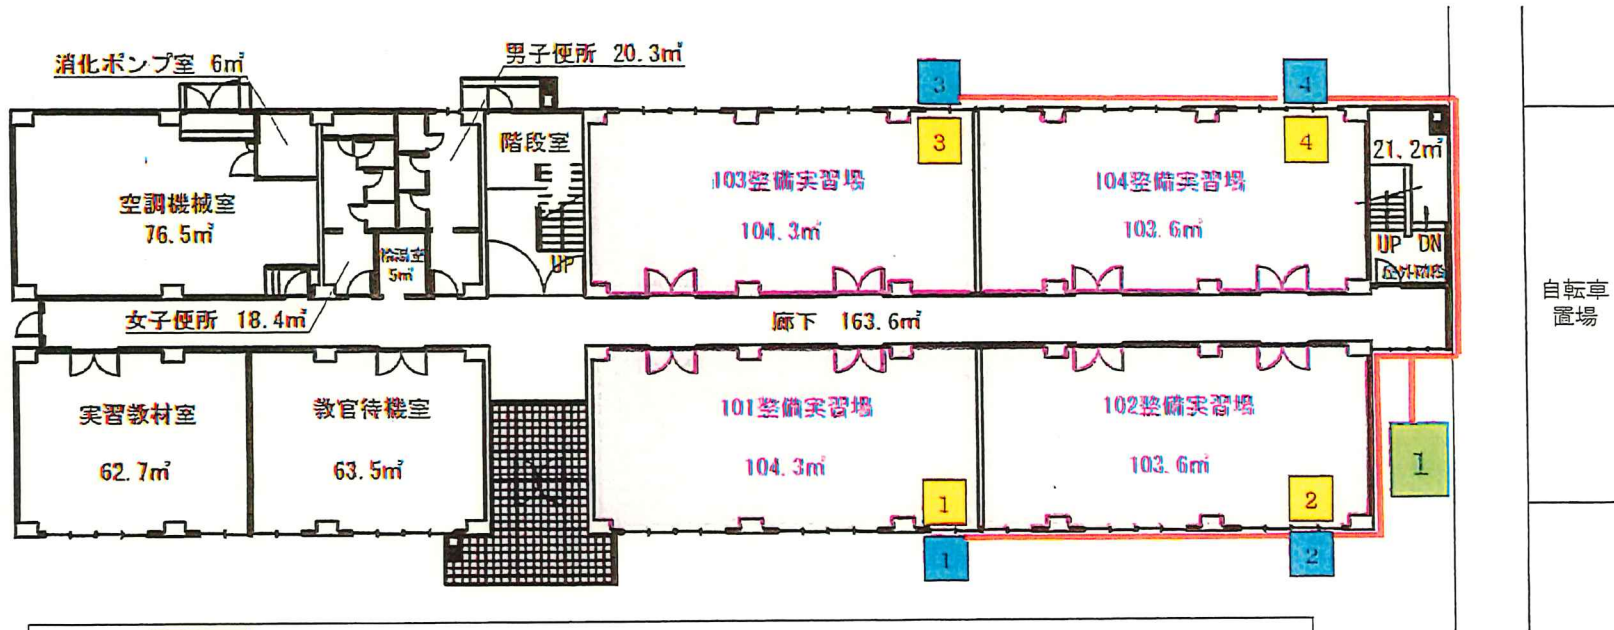 消化ポンプ室 6㎡
男子便所 20.3㎡
3
4
階段室
3
4
21.2㎡
103整備実習場
104整備実習場
空調機械室
76.5㎡
104.3㎡
103.6㎡
5㎡
UP
UP DN
自転車
置場
女子便所 18.4㎡
廊下 163.6㎡
実習教材室
教官待機室
101整備実習場
102整備実習場
62.7㎡
63.5㎡
104.3㎡
103.6㎡
1
1
2
1
2